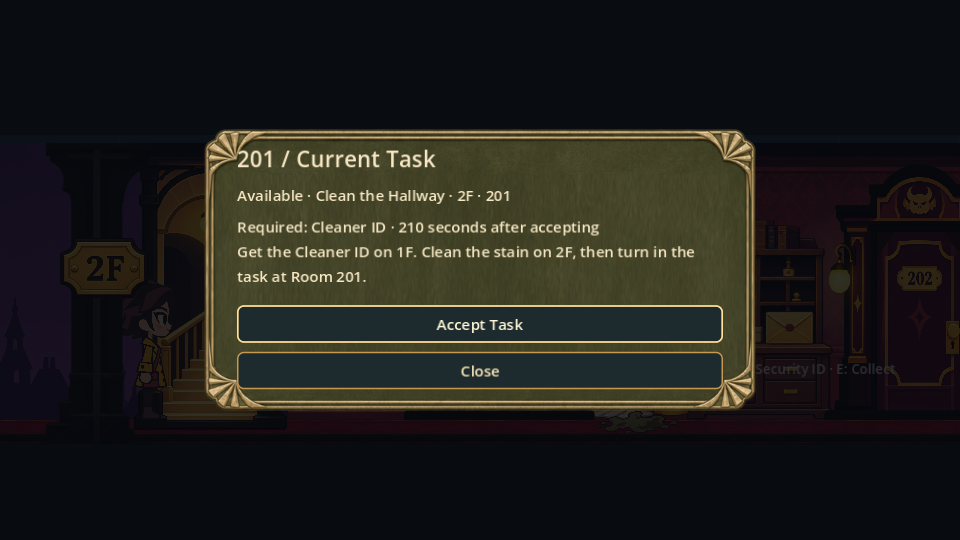 201 / Current Task
Available · Clean the Hallway · 2F · 201
Required: Cleaner ID · 210 seconds after accepting
Get the Cleaner ID on 1F. Clean the stain on 2F, then turn in the
task at Room 201.
2F
202
Accept Task
Security ID · E: Collect
Close